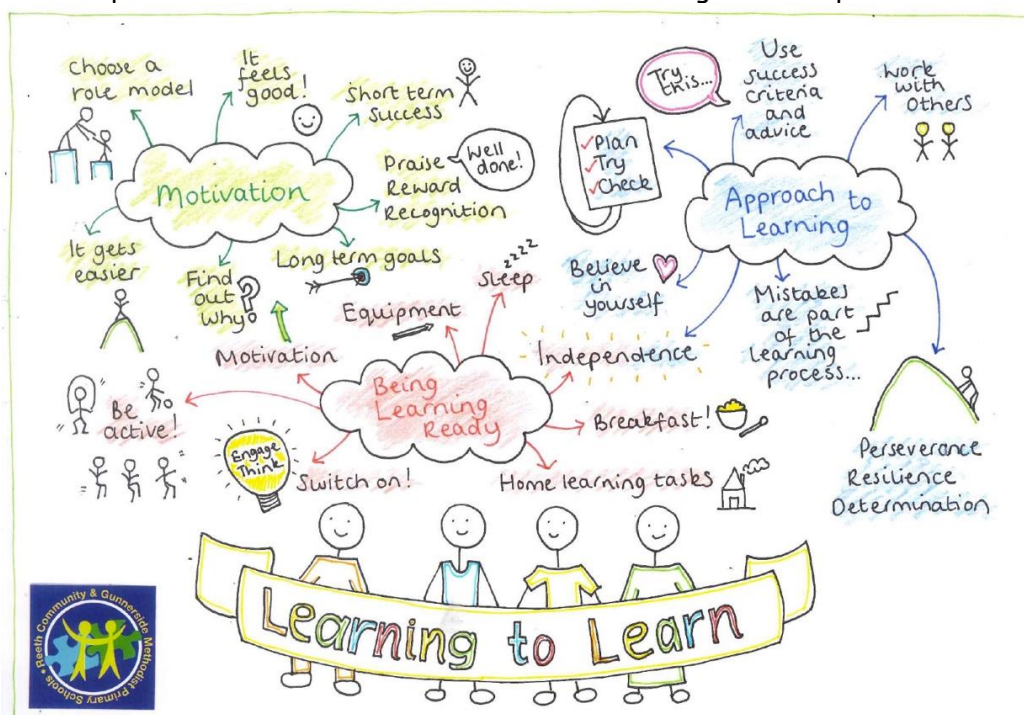 Choose a
role model
It
feels
good!
Short term
success
Motivation
Praise
Reward
Recognition
Well
done!
It gets
easier
Find
out
why?
Long term goals
Try
this...
Use
success
criteria
and
advice
Work
with
others
Plan
Try
Check
Approach to
Learning
Believe
in
yourself
Mistakes
are part
of the
learning
process...
Perseverance
Resilience
Determination
Sleep
zzzz
Equipment
Motivation
Independence
Being
Learning
Ready
Be
active!
Engage
Think
Switch on!
Breakfast!
Home learning tasks
Learning to Learn
Reeth Community & Gunnerside Methodist Primary Schools